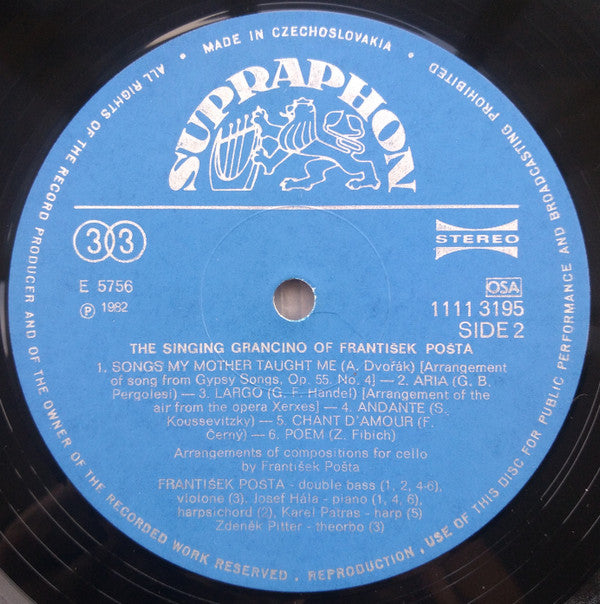 • MADE IN CZECHOSLOVAKIA •
ALL RIGHTS OF THE RECORD PRODUCER AND OF THE OWNER OF THE RECORDED WORK RESERVED . REPRODUCTION , USE OF THIS DISC FOR PUBLIC PERFORMANCE AND BROADCASTING PROHIBITED
SUPRAPHON
33
STEREO
E 5756
OSA
Ⓟ 1982
1111 3195
SIDE 2
THE SINGING GRANCINO OF FRANTIŠEK POŠTA
1. SONGS MY MOTHER TAUGHT ME (A. Dvořák) [Arrangement
of song from Gypsy Songs, Op. 55. No. 4] — 2. ARIA (G. B.
Pergolesi) — 3. LARGO (G. F. Handel) [Arrangement of the
air from the opera Xerxes] — 4. ANDANTE (S.
Koussevitzky) — 5. CHANT D'AMOUR (F.
Černý) — 6. POEM (Z. Fibich)
Arrangements of compositions for cello
by František Pošta
FRANTIŠEK POŠTA - double bass (1, 2, 4-6),
violone (3). Josef Hála - piano (1, 4, 6),
harpsichord (2), Karel Patras - harp (5)
Zdeněk Pitter - theorbo (3)